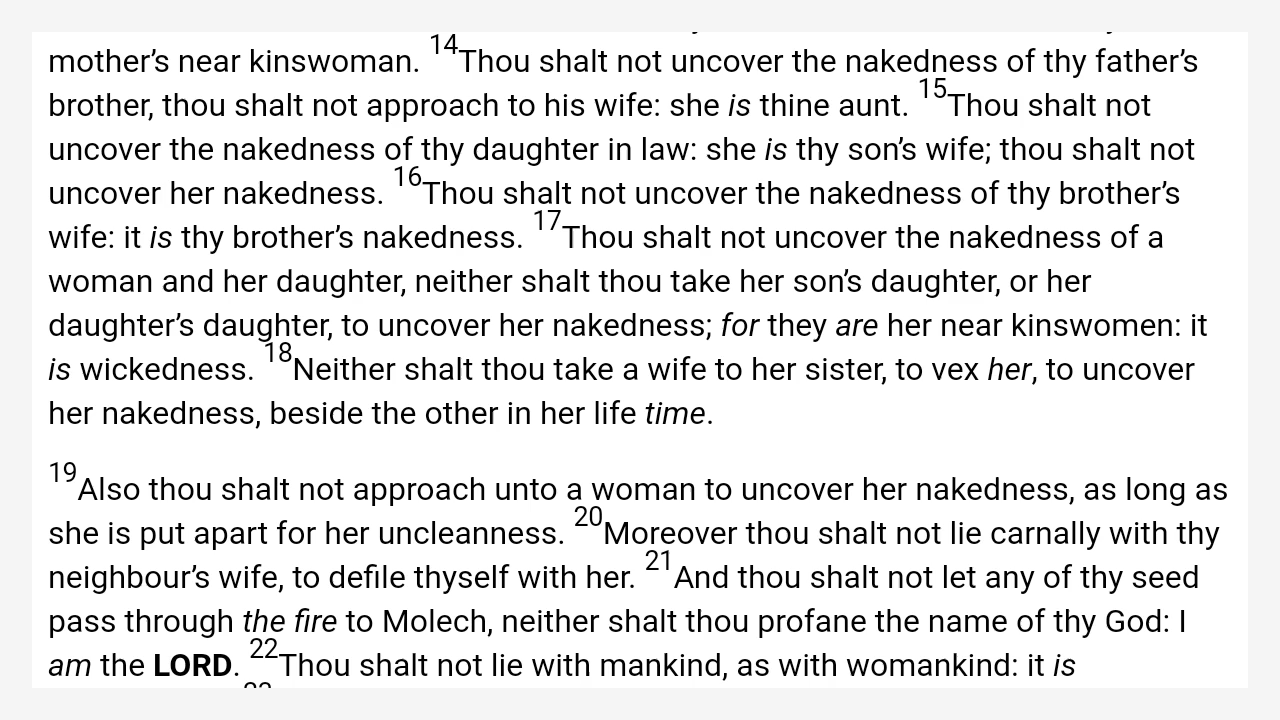 mother’s near kinswoman. 14Thou shalt not uncover the nakedness of thy father’s
brother, thou shalt not approach to his wife: she is thine aunt. 15Thou shalt not
uncover the nakedness of thy daughter in law: she is thy son’s wife; thou shalt not
uncover her nakedness. 16Thou shalt not uncover the nakedness of thy brother’s
wife: it is thy brother’s nakedness. 17Thou shalt not uncover the nakedness of a
woman and her daughter, neither shalt thou take her son’s daughter, or her
daughter’s daughter, to uncover her nakedness; for they are her near kinswomen: it
is wickedness. 18Neither shalt thou take a wife to her sister, to vex her, to uncover
her nakedness, beside the other in her life time.
19Also thou shalt not approach unto a woman to uncover her nakedness, as long as
she is put apart for her uncleanness. 20Moreover thou shalt not lie carnally with thy
neighbour’s wife, to defile thyself with her. 21And thou shalt not let any of thy seed
pass through the fire to Molech, neither shalt thou profane the name of thy God: I
am the LORD. 22Thou shalt not lie with mankind, as with womankind: it is